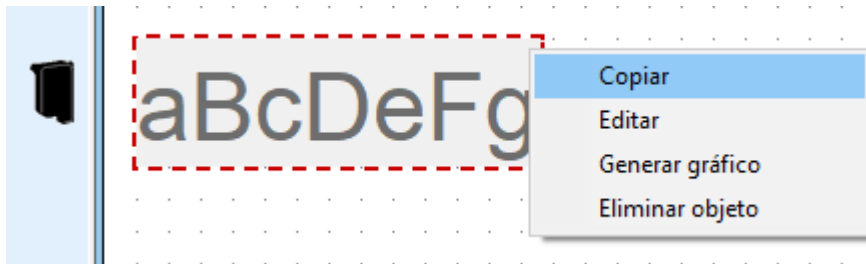 aBcDeFg
Copiar
Editar
Generar gráfico
Eliminar objeto